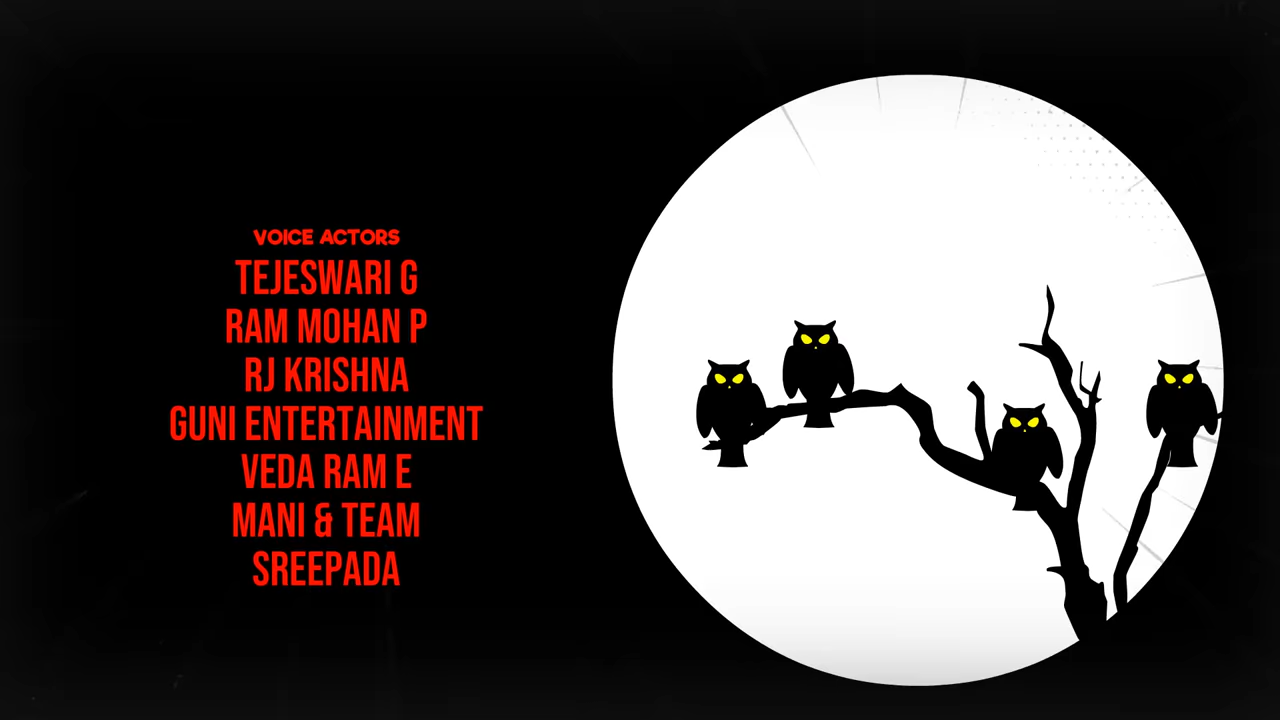 VOICE ACTORS
TEJESWARI G
RAM MOHAN P
RJ KRISHNA
GUNI ENTERTAINMENT
VEDA RAM E
MANI & TEAM
SREEPADA